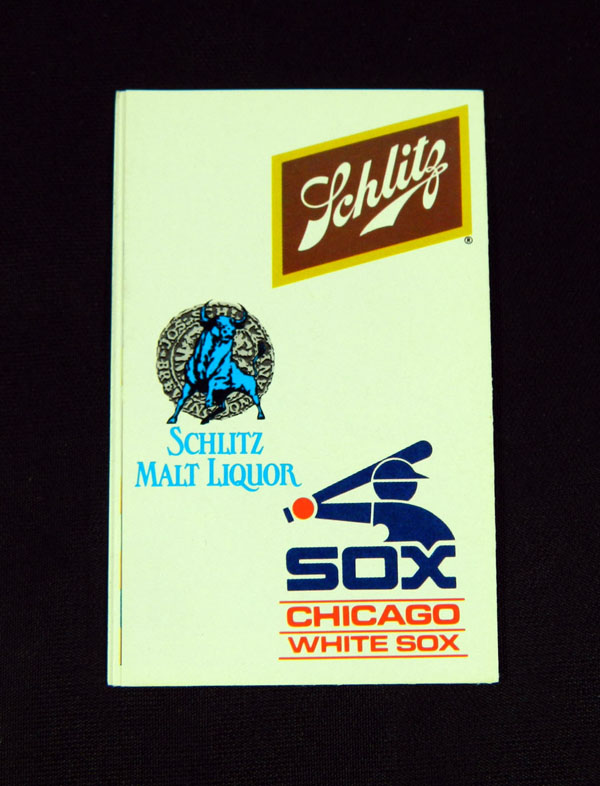 Schlitz
®
SCHLITZ
MALT LIQUOR
SOX
CHICAGO
WHITE SOX